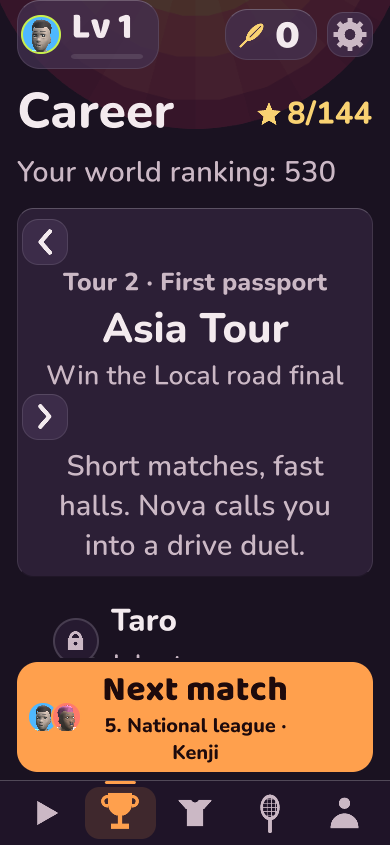 Lv 1
0
Career
8/144
Your world ranking: 530
Tour 2 · First passport
Asia Tour
Win the Local road final
Short matches, fast
halls. Nova calls you
into a drive duel.
Taro
Next match
5. National league ·
Kenji